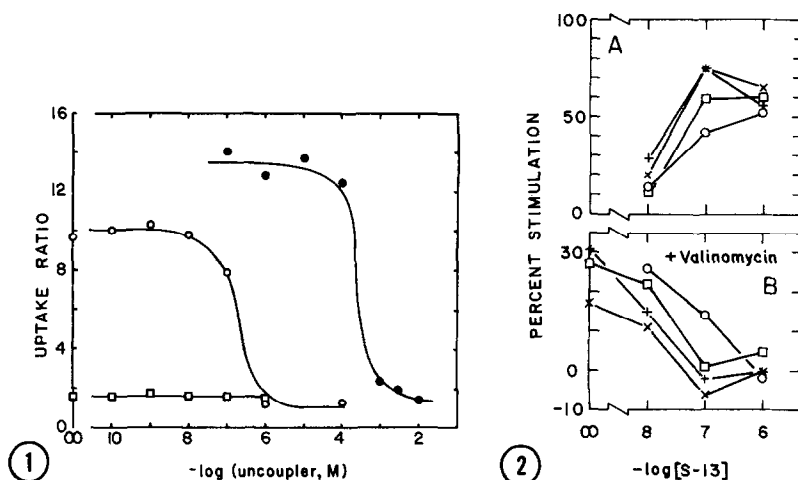 16
12
8
4
0
UPTAKE RATIO
∞ 10 8 6 4 2
-log (uncoupler, M)
1
100
50
0
A
30
0
-10
+ Valinomycin
B
PERCENT STIMULATION
∞ 8 7 6
-log[S-13]
2